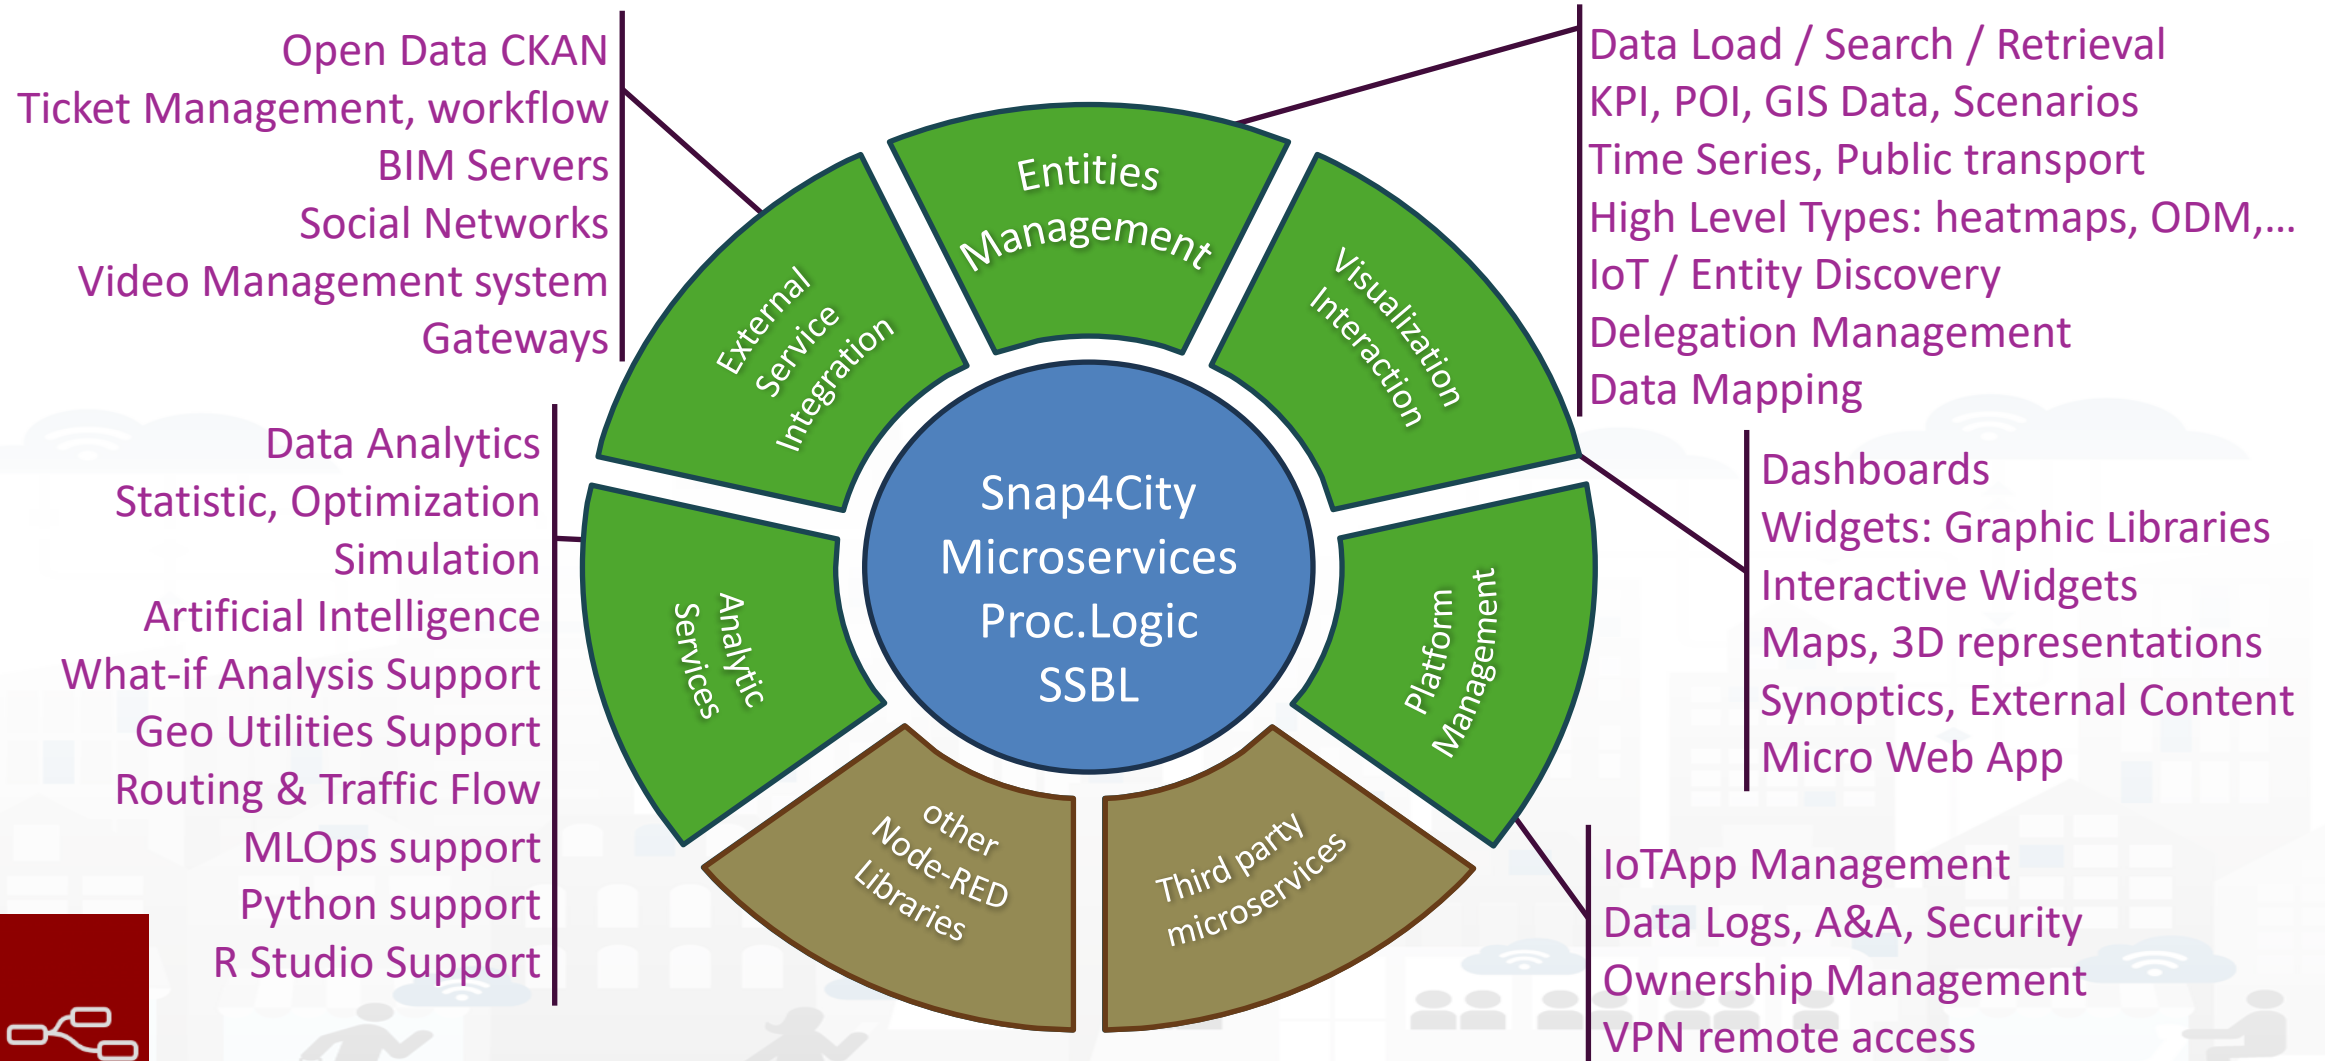 Open Data CKAN
Ticket Management, workflow
BIM Servers
Social Networks
Video Management system
Gateways
Data Analytics
Statistic, Optimization
Simulation
Artificial Intelligence
What-if Analysis Support
Geo Utilities Support
Routing & Traffic Flow
MLOps support
Python support
R Studio Support
Entities
Management
External
Service
Integration
Visualization
Interaction
Analytic
Services
Snap4City
Microservices
Proc.Logic
SSBL
Platform
Management
other
Node-RED
Libraries
Third party
microservices
Data Load / Search / Retrieval
KPI, POI, GIS Data, Scenarios
Time Series, Public transport
High Level Types: heatmaps, ODM,...
IoT / Entity Discovery
Delegation Management
Data Mapping
Dashboards
Widgets: Graphic Libraries
Interactive Widgets
Maps, 3D representations
Synoptics, External Content
Micro Web App
IoTApp Management
Data Logs, A&A, Security
Ownership Management
VPN remote access